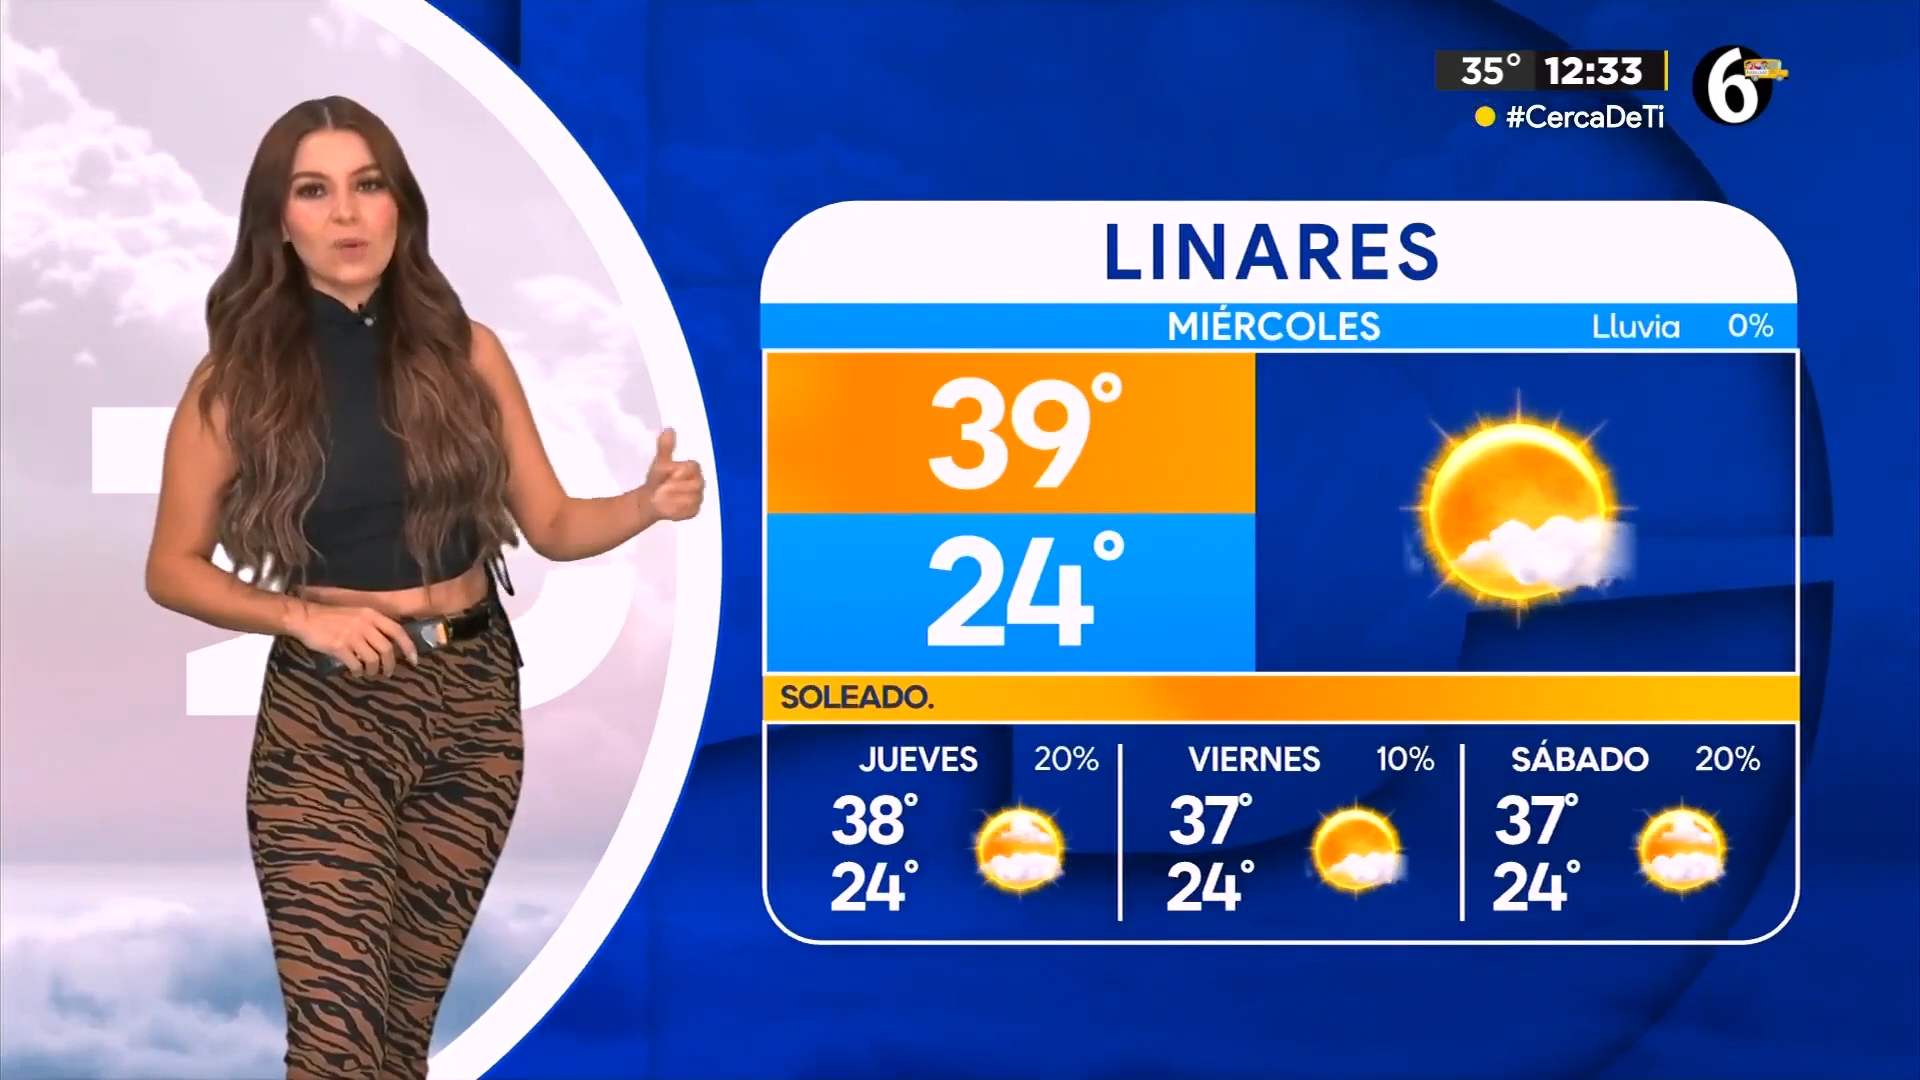 35° 12:33
#CercaDeTi
6
LINARES
MIÉRCOLES Lluvia 0%
39°
24°
SOLEADO.
JUEVES 20%
38°
24°
VIERNES 10%
37°
24°
SÁBADO 20%
37°
24°